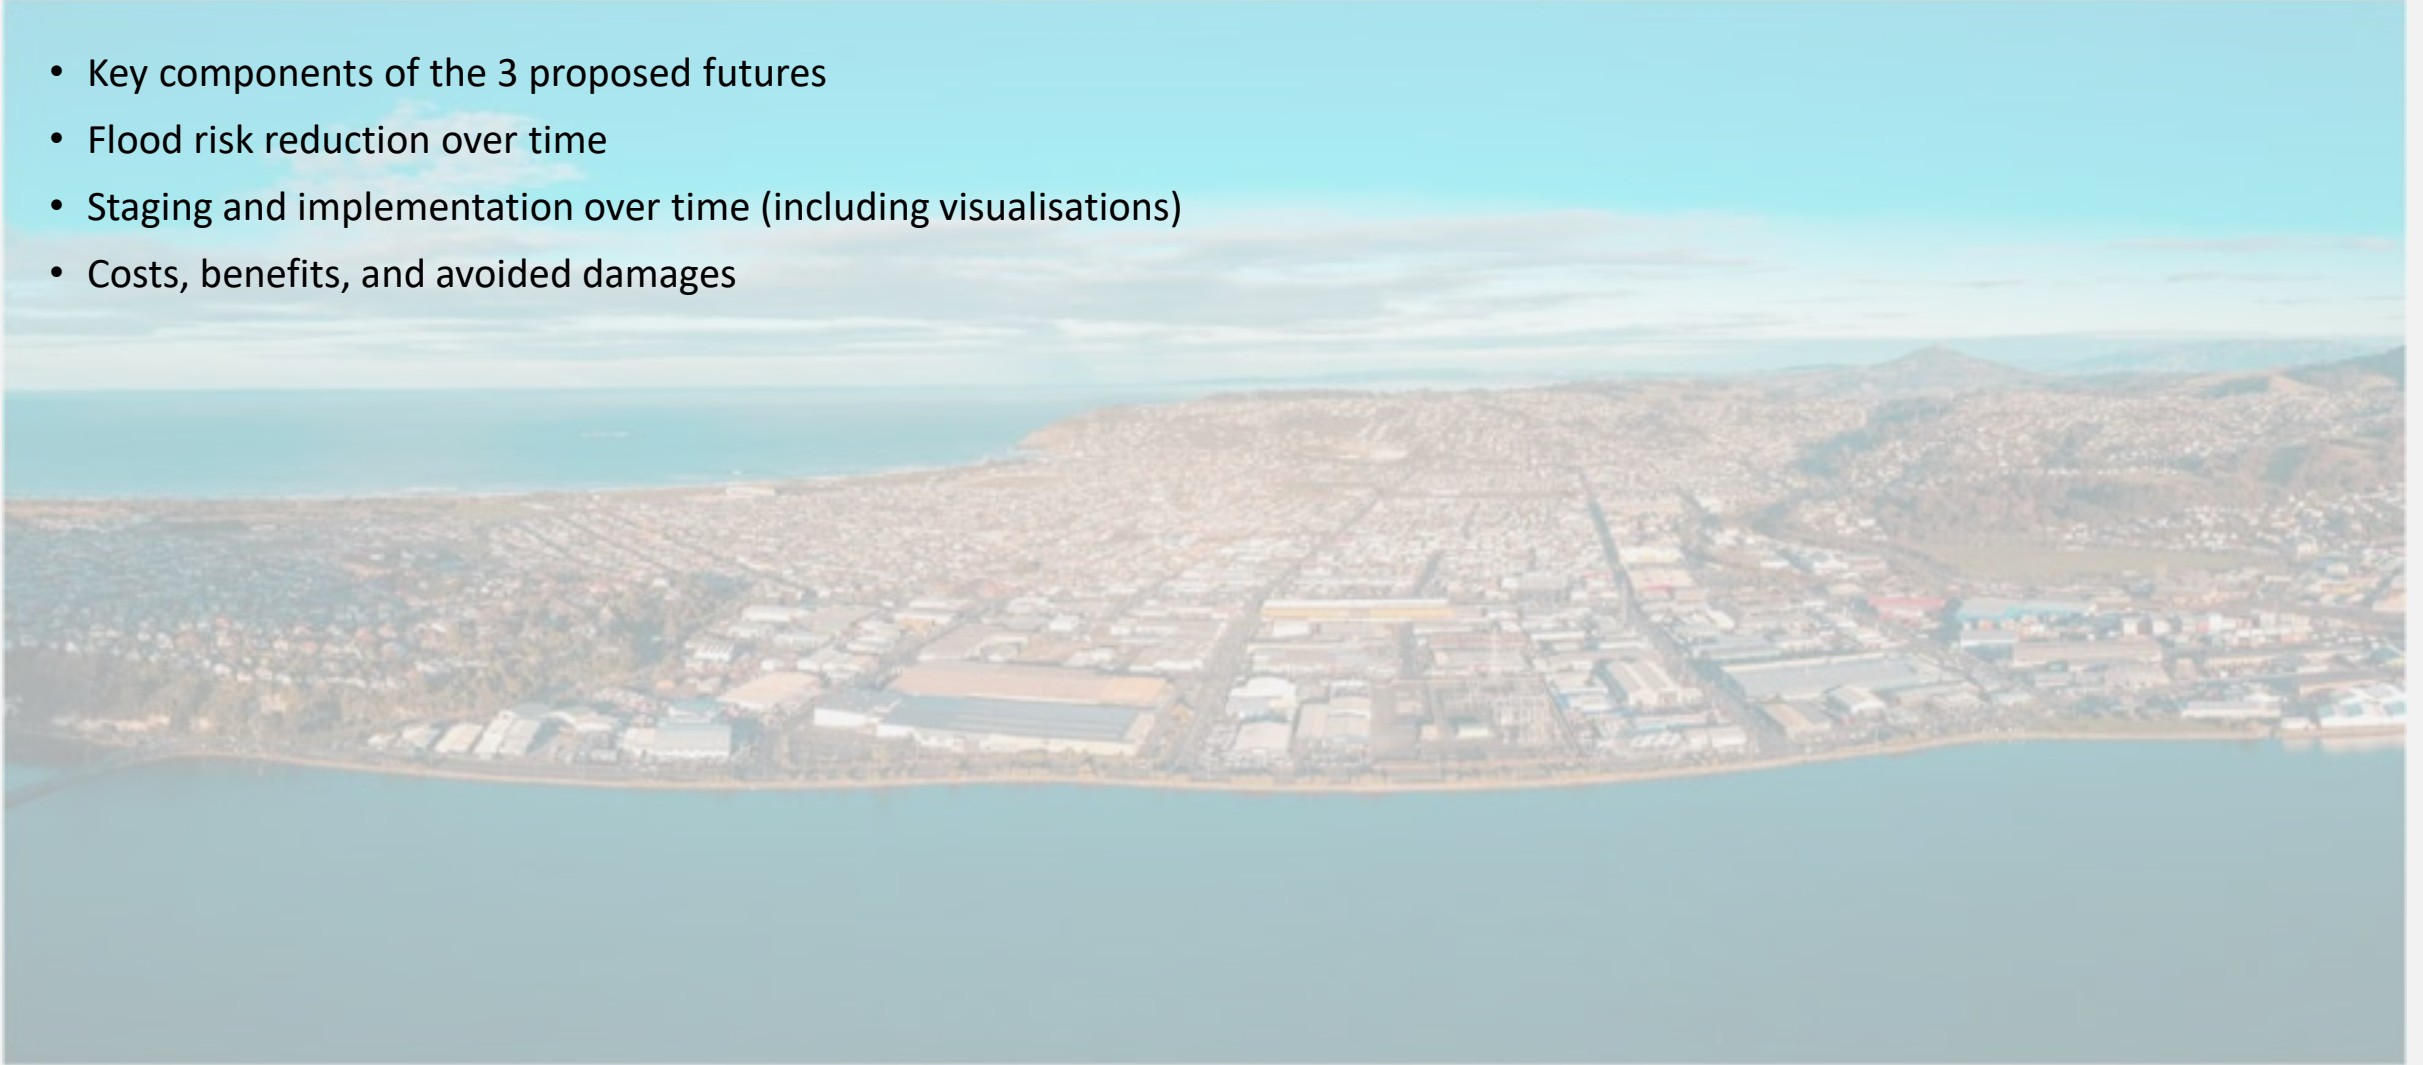 • Key components of the 3 proposed futures
• Flood risk reduction over time
• Staging and implementation over time (including visualisations)
• Costs, benefits, and avoided damages